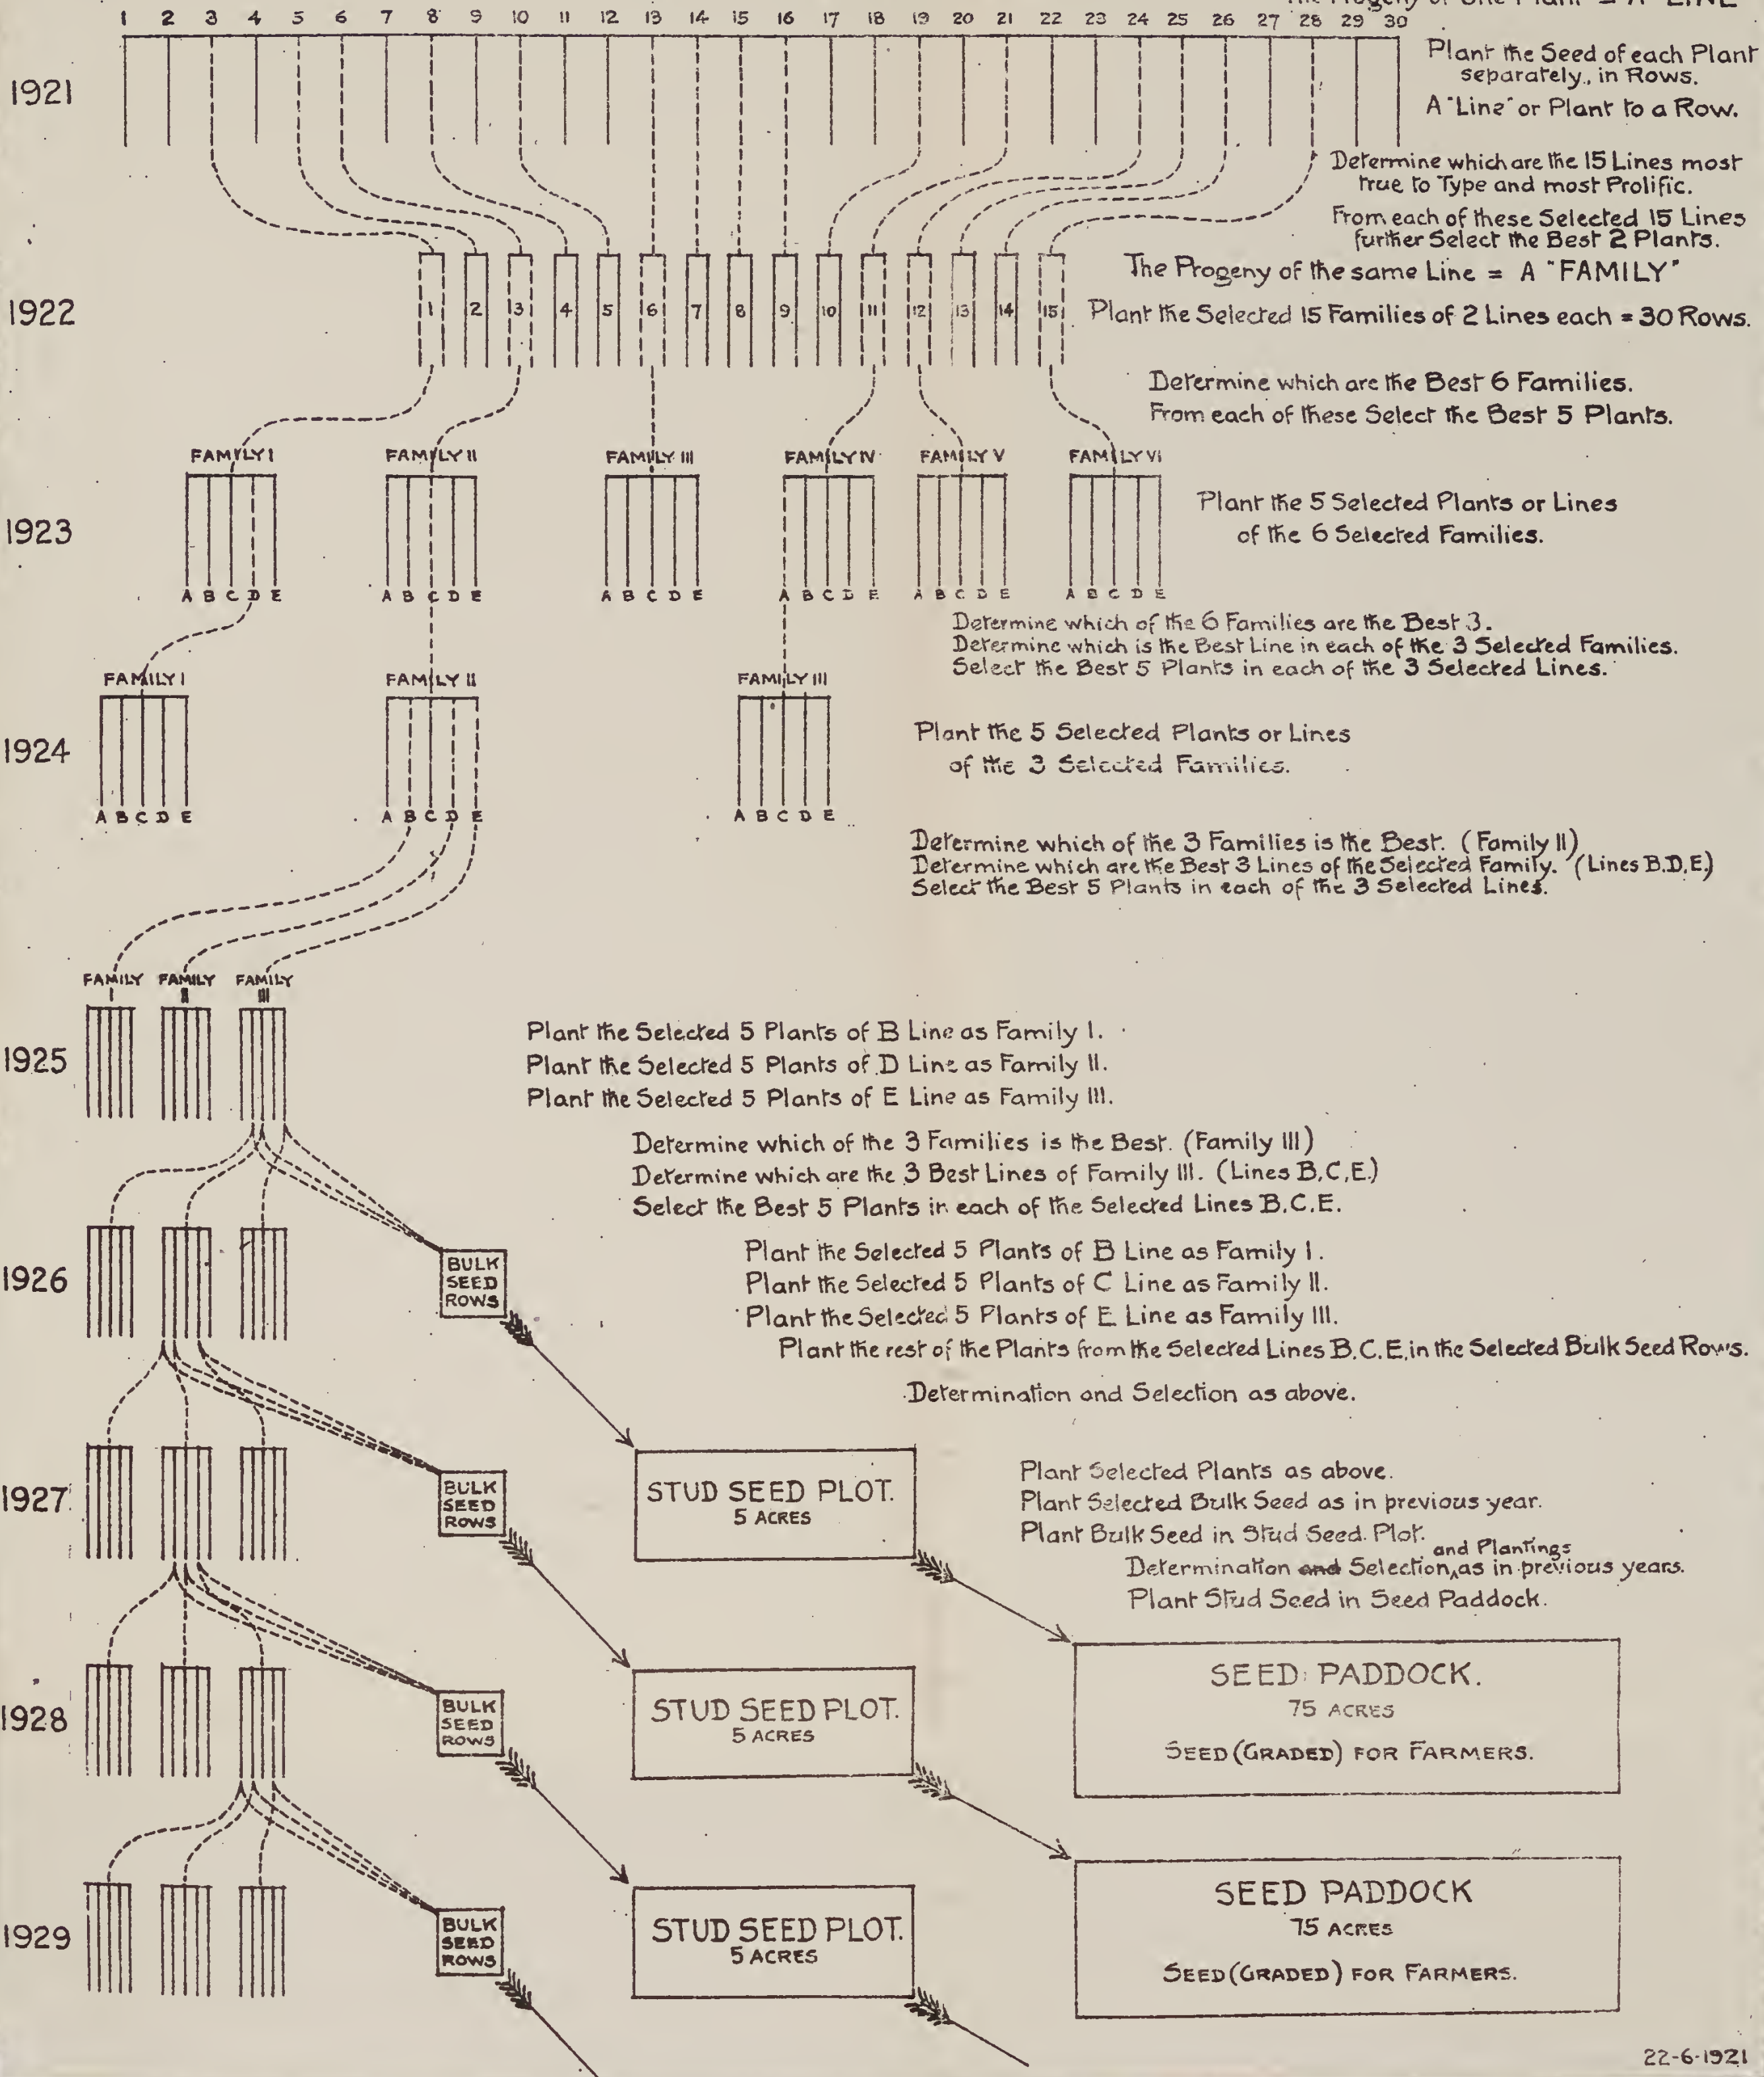 The Progeny of One Plant = A "LINE"
1 2 3 4 5 6 7 8 9 10 11 12 13 15 16 17 18 19 20 21 22 23 24 25 26 27 28 29 30
1921
Plant the Seed of each Plant
separately, in Rows.
A "Line" or Plant to a Row.
Determine which are the 15 Lines most
true to Type and most Prolific.
From each of these Selected 15 Lines
further Select the Best 2 Plants.
The Progeny of the same Line = A "FAMILY"
1922
1 2 3 4 5 6 7 8 9 10 11 12 13 14 15
Plant the Selected 15 Families of 2 Lines each = 30 Rows.
Determine which are the Best 6 Families.
From each of these Select the Best 5 Plants.
FAMILY I FAMILY II FAMILY III FAMILY IV FAMILY V FAMILY VI
1923
Plant the 5 Selected Plants or Lines
of the 6 Selected Families.
A B C D E A B C D E A B C D E A B C D E A B C D E A B C D E
Determine which of the 6 Families are the Best 3.
Determine which is the Best Line in each of the 3 Selected Families.
Select the Best 5 Plants in each of the 3 Selected Lines.
FAMILY I FAMILY II FAMILY III
1924
Plant the 5 Selected Plants or Lines
of the 3 Selected Families.
A B C D E A B C D E A B C D E
Determine which of the 3 Families is the Best. (Family II)
Determine which are the Best 3 Lines of the Selected Family. (Lines B.D.E.)
Select the Best 5 Plants in each of the 3 Selected Lines.
FAMILY I FAMILY II FAMILY III
1925
Plant the Selected 5 Plants of B Line as Family I.
Plant the Selected 5 Plants of D Line as Family II.
Plant the Selected 5 Plants of E Line as Family III.
Determine which of the 3 Families is the Best. (Family III)
Determine which are the 3 Best Lines of Family III. (Lines B,C,E.)
Select the Best 5 Plants in each of the Selected Lines B.C.E.
1926
BULK
SEED
ROWS
Plant the Selected 5 Plants of B Line as Family I.
Plant the Selected 5 Plants of C Line as Family II.
Plant the Selected 5 Plants of E Line as Family III.
Plant the rest of the Plants from the Selected Lines B.C.E, in the Selected Bulk Seed Rows.
Determination and Selection as above.
1927
BULK
SEED
ROWS
STUD SEED PLOT.
5 ACRES
Plant Selected Plants as above.
Plant Selected Bulk Seed as in previous year.
Plant Bulk Seed in Stud Seed Plot.
and Plantings
Determination and Selection, as in previous years.
Plant Stud Seed in Seed Paddock.
1928
BULK
SEED
ROWS
STUD SEED PLOT.
5 ACRES
SEED PADDOCK.
75 ACRES
SEED (GRADED) FOR FARMERS.
1929
BULK
SEED
ROWS
STUD SEED PLOT.
5 ACRES
SEED PADDOCK
75 ACRES
SEED (GRADED) FOR FARMERS.
22-6-1921